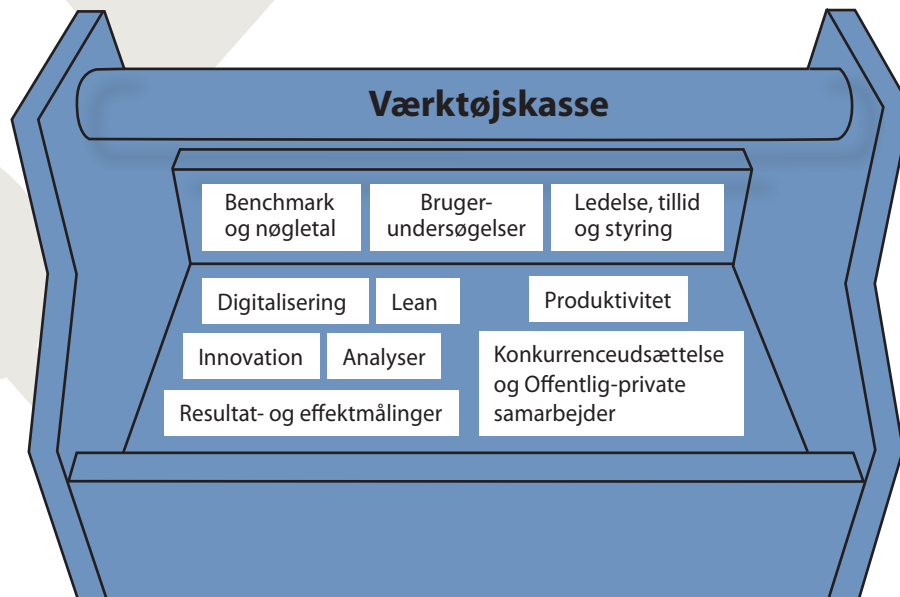 Værktøjskasse
Benchmark
og nøgletal
Bruger-
undersøgelser
Ledelse, tillid
og styring
Digitalisering
Lean
Produktivitet
Innovation
Analyser
Konkurrenceudsættelse
og Offentlig-private
samarbejder
Resultat- og effektmålinger